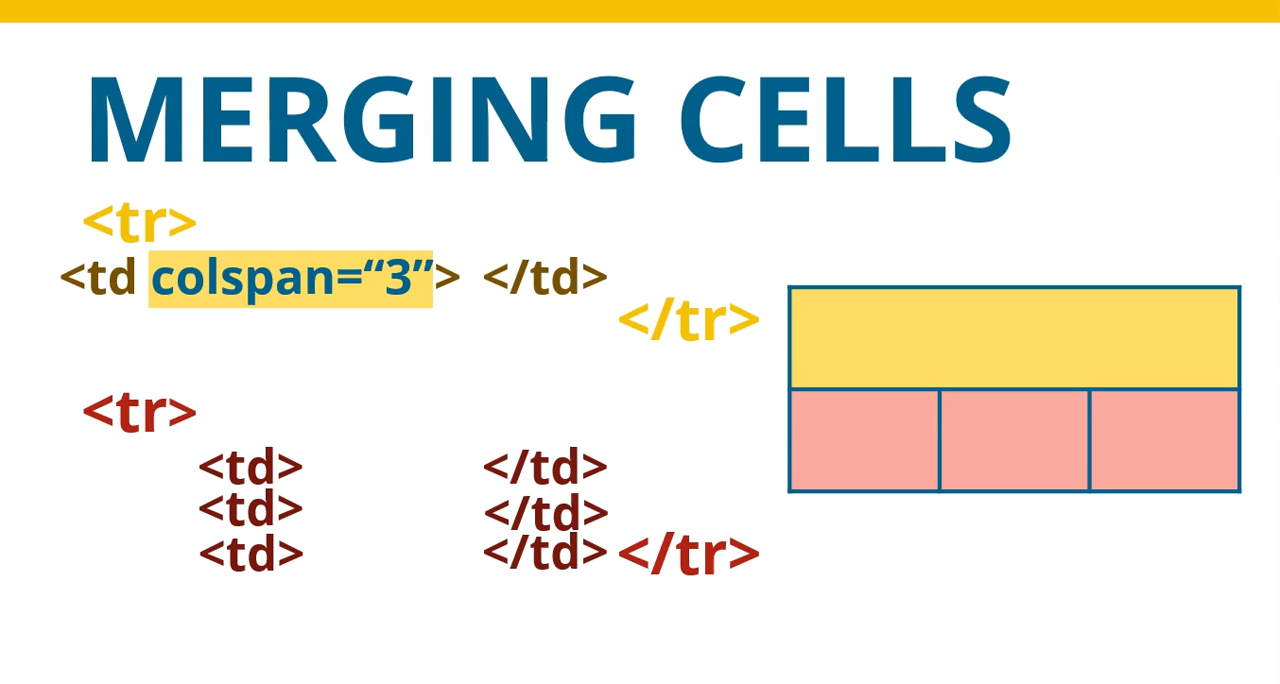 MERGING CELLS
<tr>
<td colspan=“3”> </td>
</tr>
<tr>
<td> </td>
<td> </td>
<td> </td> </tr>